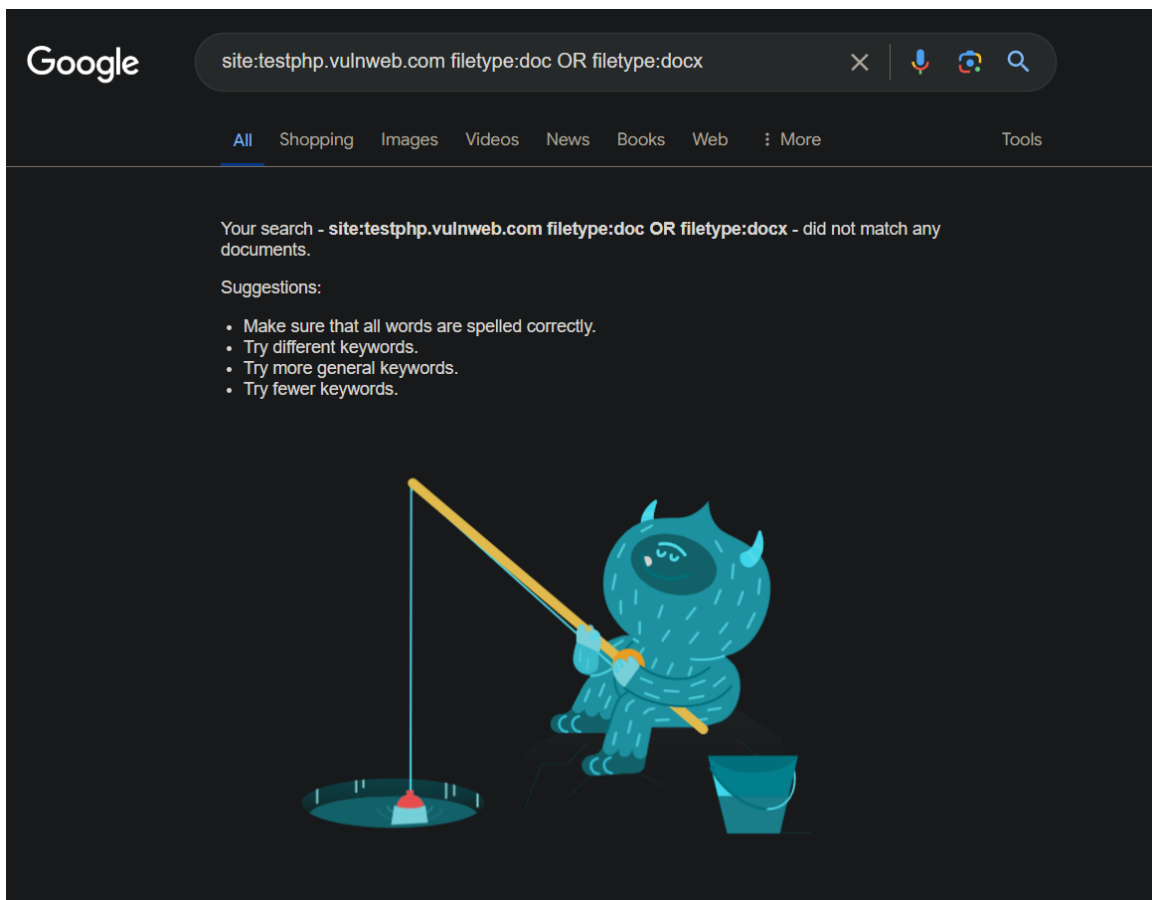 Google
site:testphp.vulnweb.com filetype:doc OR filetype:docx
All Shopping Images Videos News Books Web More Tools
Your search - site:testphp.vulnweb.com filetype:doc OR filetype:docx - did not match any
documents.
Suggestions:
• Make sure that all words are spelled correctly.
• Try different keywords.
• Try more general keywords.
• Try fewer keywords.